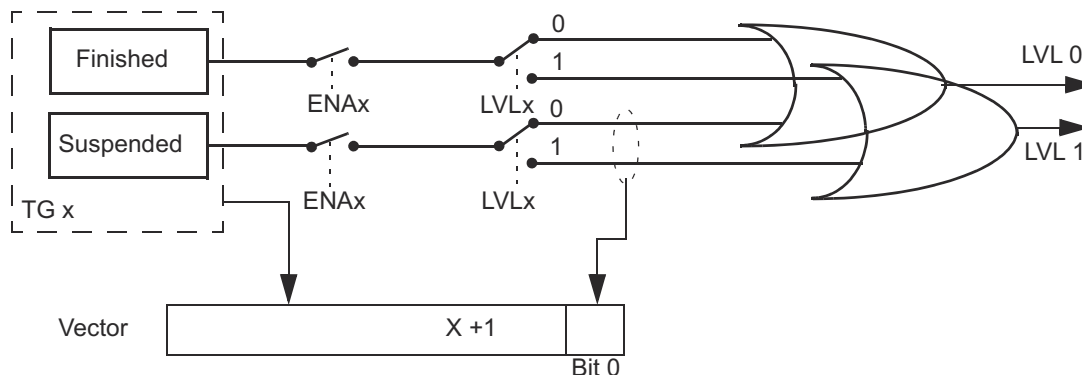 0
Finished
1
LVL 0
ENAx
LVLx
0
Suspended
1
LVL 1
ENAx
LVLx
TG x
Vector
X +1
Bit 0